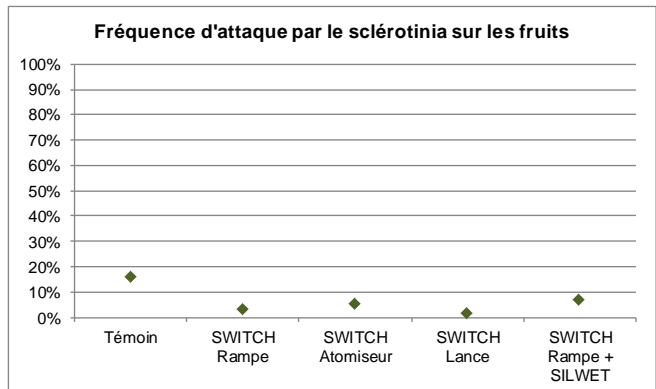 Fréquence d'attaque par le sclérotinia sur les fruits
100%
90%
80%
70%
60%
50%
40%
30%
20%
10%
0%
Témoin
SWITCH
Rampe
SWITCH
Atomiseur
SWITCH
Lance
SWITCH
Rampe +
SILWET